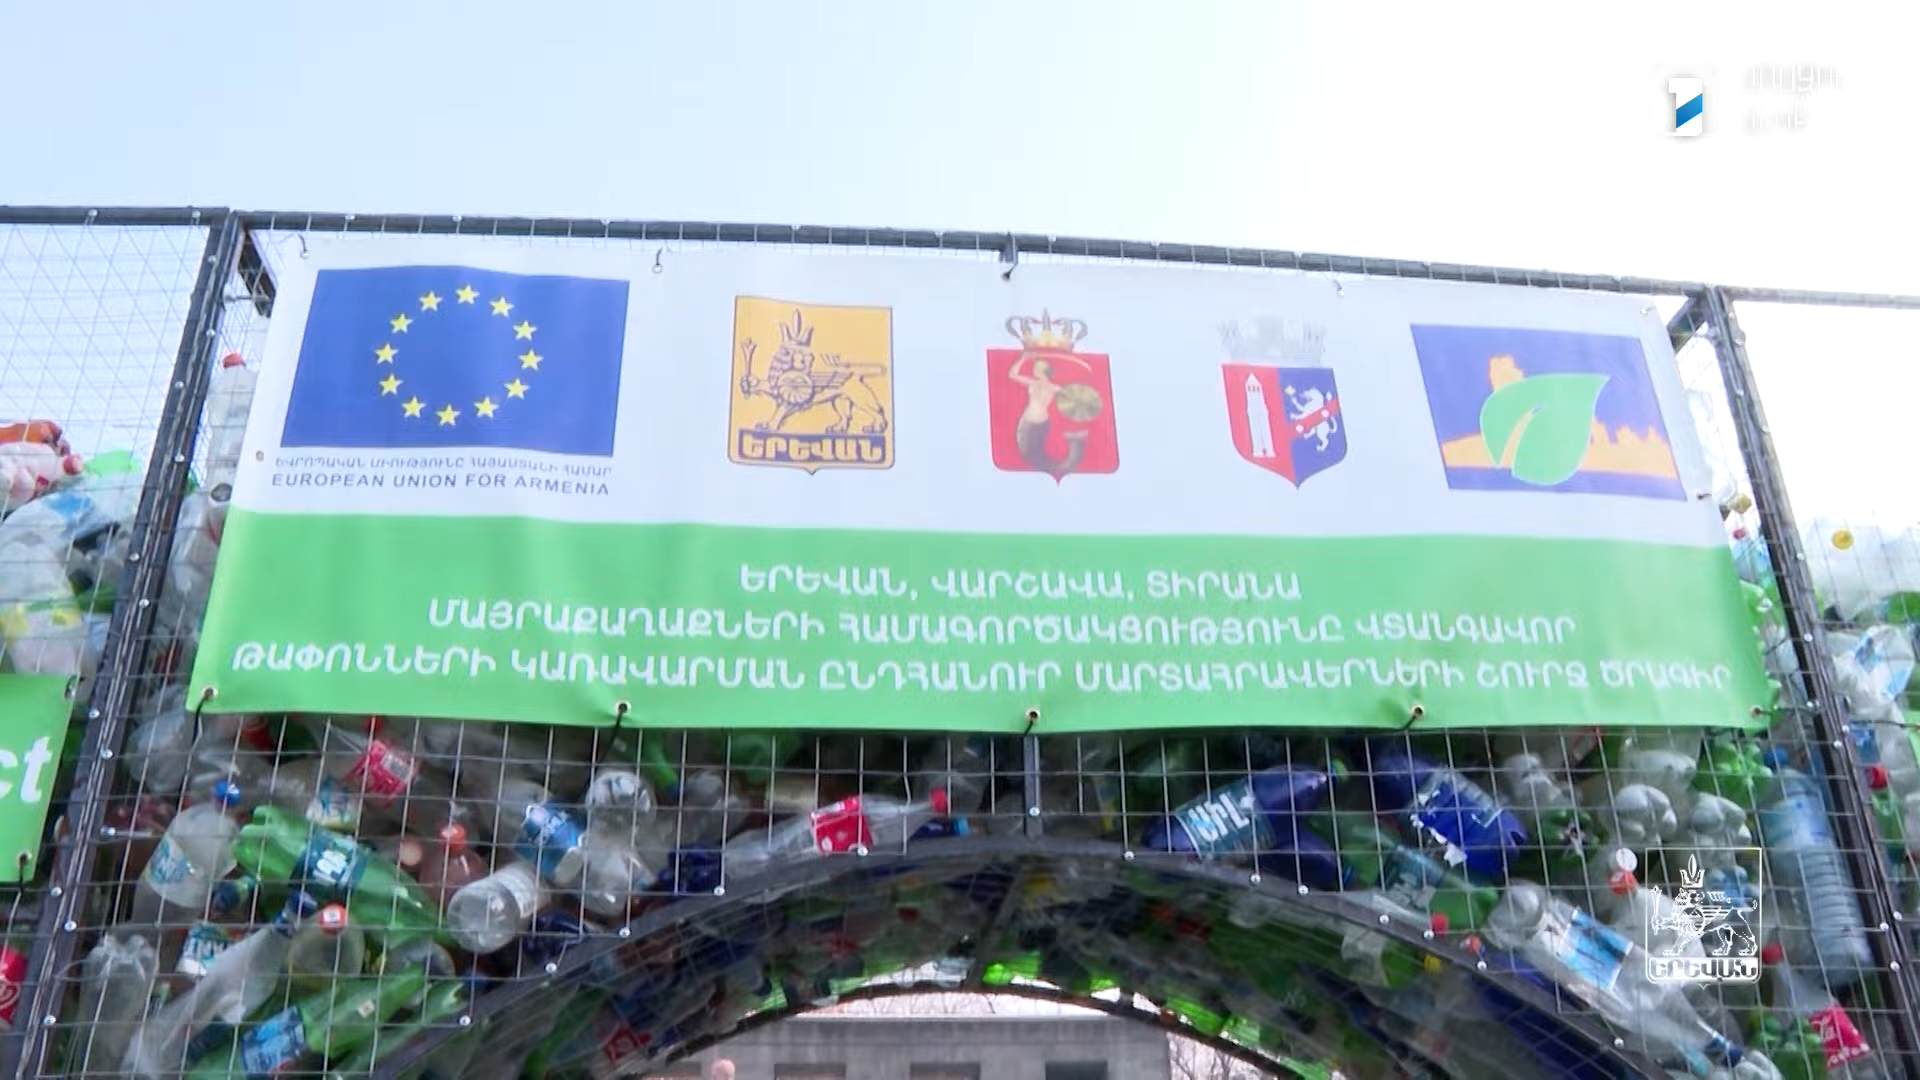 ԵՎՐՈՊԱԿԱՆ ՄԻՈՒԹՅՈՒՆԸ ՀԱՅԱՍՏԱՆԻ ՀԱՄԱՐ
EUROPEAN UNION FOR ARMENIA
ԵՐԵՎԱՆ
ԵՐԵՎԱՆ, ՎԱՐՇԱՎԱ, ՏԻՐԱՆԱ
ՄԱՅՐԱՔԱՂԱՔՆԵՐԻ ՀԱՄԱԳՈՐԾԱԿՑՈՒԹՅՈՒՆԸ ՎՏԱՆԳԱՎՈՐ
ԹԱՓՈՆՆԵՐԻ ԿԱՌԱՎԱՐՄԱՆ ԸՆԴՀԱՆՈՒՐ ՄԱՐՏԱՀՐԱՎԵՐՆԵՐԻ ՇՈՒՐՋ ԾՐԱԳԻՐ
ct
ԵՐԵՎԱՆ